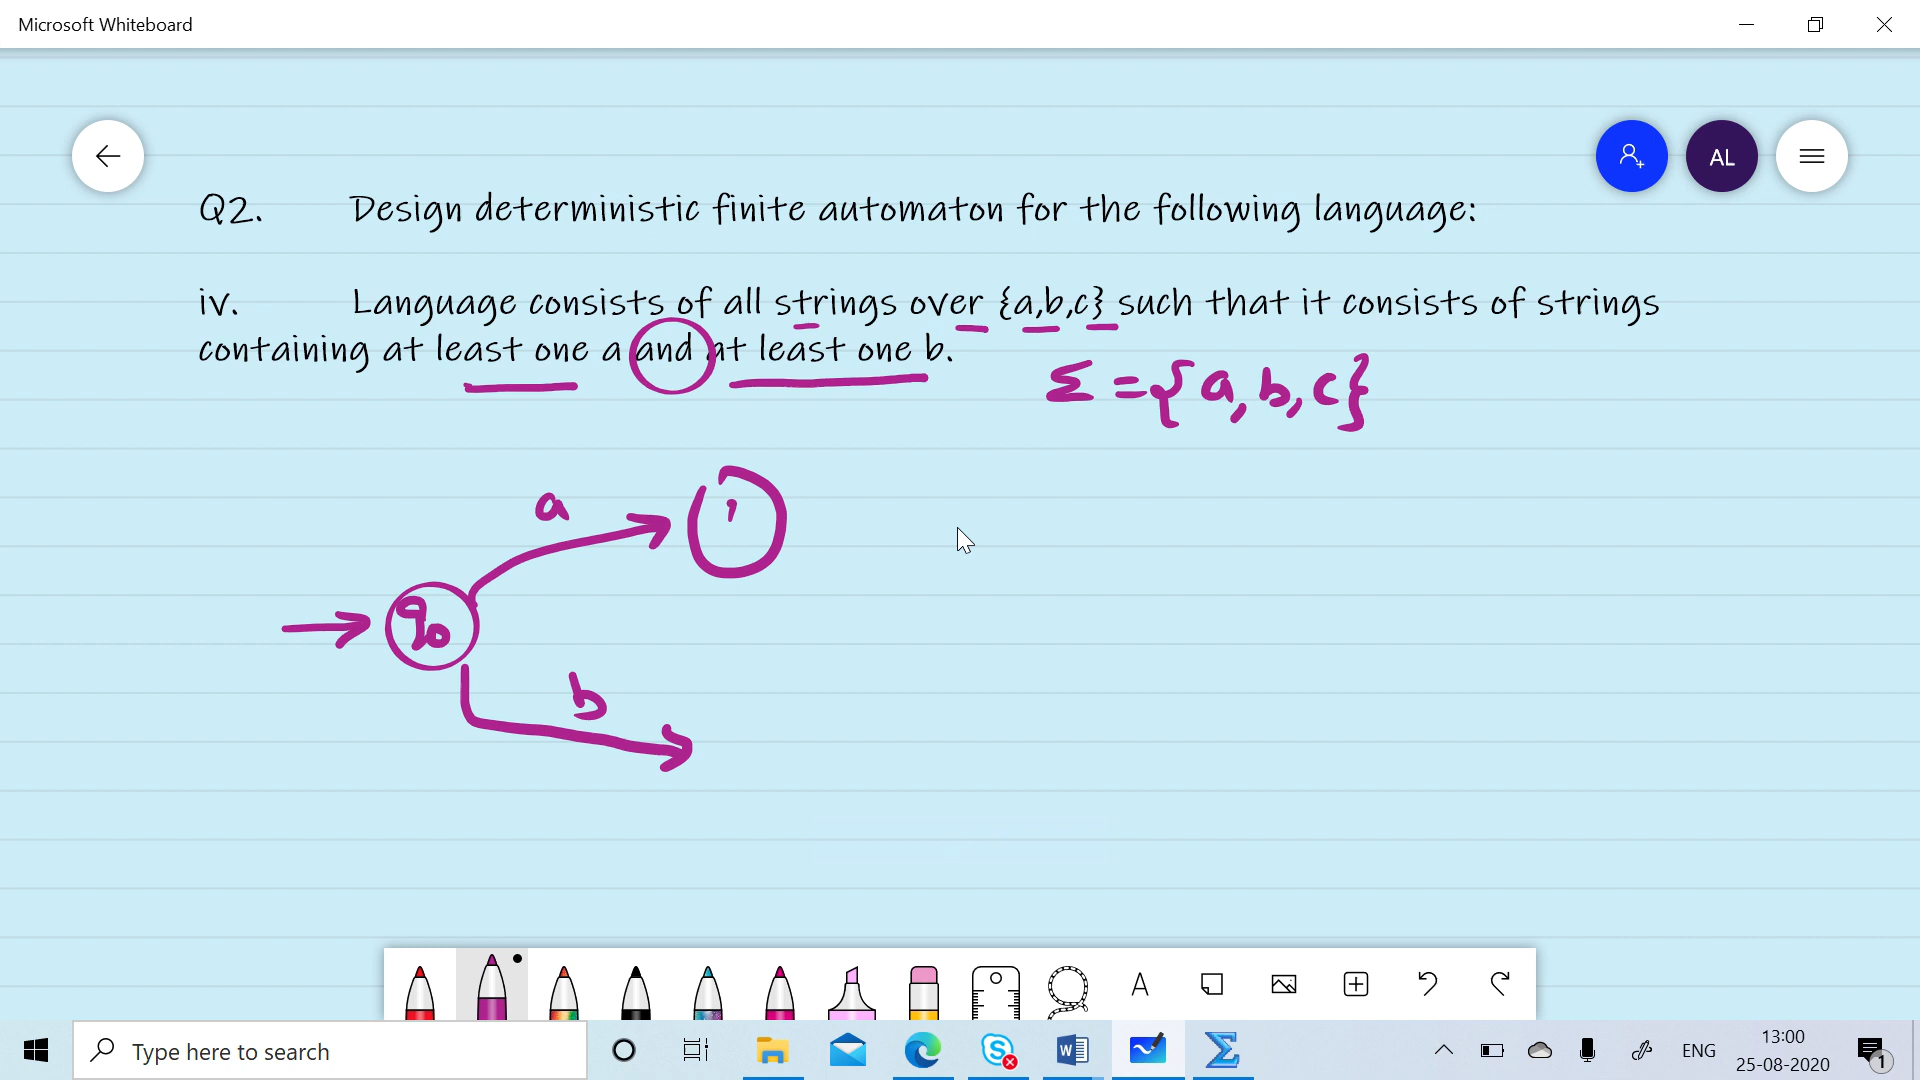 Microsoft Whiteboard
AL
Q2. Design deterministic finite automaton for the following language:
iv. Language consists of all strings over {a,b,c} such that it consists of strings
containing at least one a and at least one b.
Σ = {a, b, c}
a
q0
b
A
Type here to search
ENG
13:00
25-08-2020
1